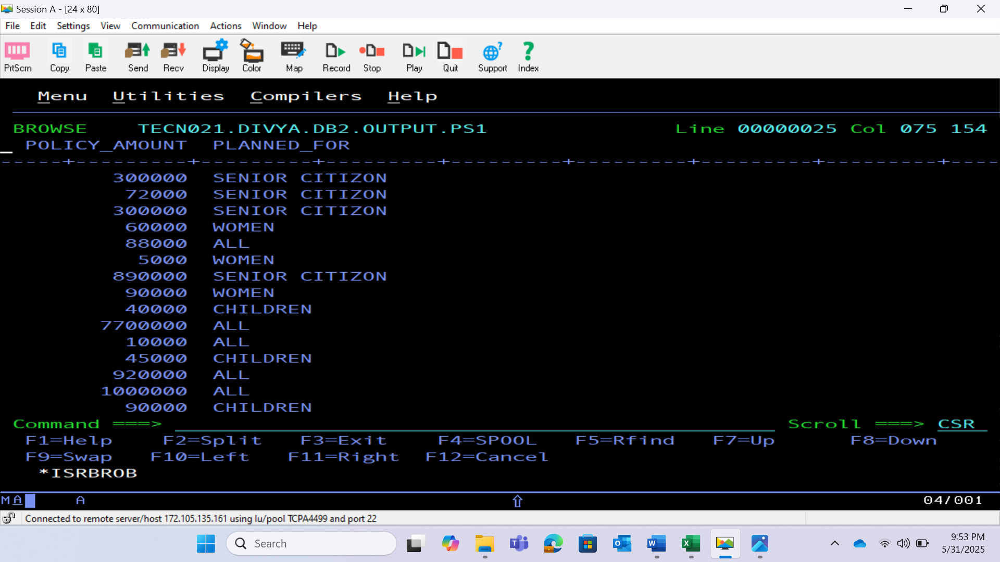 Session A - [24 x 80]
File Edit Settings View Communication Actions Window Help
PrtScrn Copy Paste Send Recv Display Color Map Record Stop Play Quit Support Index
Menu Utilities Compilers Help
BROWSE TECN021.DIVYA.DB2.OUTPUT.PS1 Line 00000025 Col 075 154
POLICY_AMOUNT PLANNED_FOR
-----+---------+---------+---------+---------+---------+---------+---------+----
300000 SENIOR CITIZON
72000 SENIOR CITIZON
300000 SENIOR CITIZON
60000 WOMEN
88000 ALL
5000 WOMEN
890000 SENIOR CITIZON
90000 WOMEN
40000 CHILDREN
7700000 ALL
10000 ALL
45000 CHILDREN
920000 ALL
1000000 ALL
90000 CHILDREN
Command ===> Scroll ===> CSR
F1=Help F2=Split F3=Exit F4=SPOOL F5=Rfind F7=Up F8=Down
F9=Swap F10=Left F11=Right F12=Cancel
*ISRBROB
MA A 04/001
Connected to remote server/host 172.105.135.161 using lu/pool TCPA4499 and port 22
Search
9:53 PM
5/31/2025